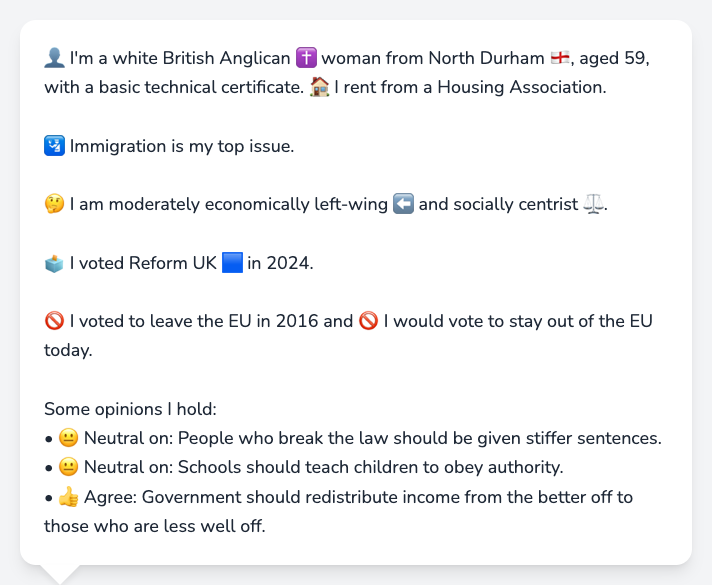 👤 I'm a white British Anglican ✝️ woman from North Durham 🏴󠁧󠁢󠁥󠁮󠁧󠁿, aged 59,
with a basic technical certificate. 🏠 I rent from a Housing Association.
🛂 Immigration is my top issue.
🤔 I am moderately economically left-wing ⬅️ and socially centrist ⚖️.
🗳️ I voted Reform UK 🟦 in 2024.
🚫 I voted to leave the EU in 2016 and 🚫 I would vote to stay out of the EU
today.
Some opinions I hold:
• 😐 Neutral on: People who break the law should be given stiffer sentences.
• 😐 Neutral on: Schools should teach children to obey authority.
• 👍 Agree: Government should redistribute income from the better off to
those who are less well off.